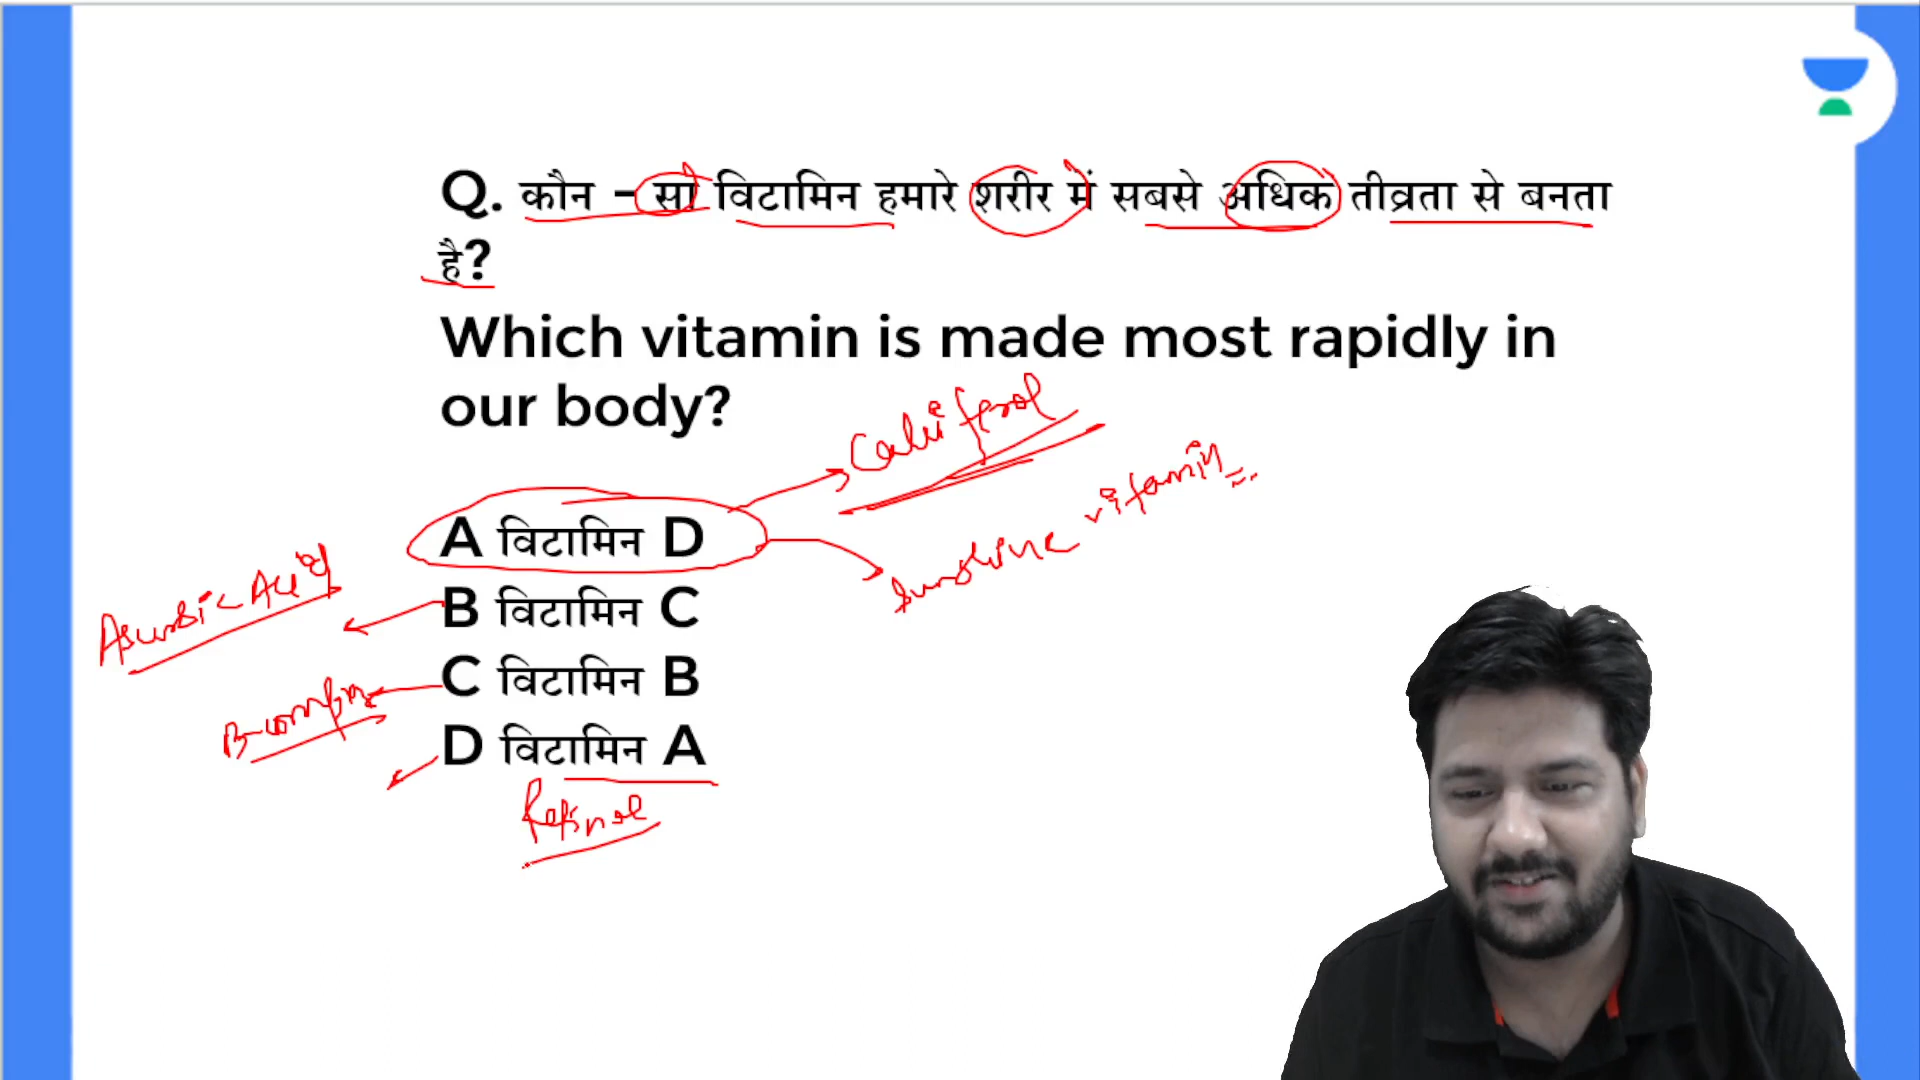 Q. कौन - सा विटामिन हमारे शरीर में सबसे अधिक तीव्रता से बनता
है?
Which vitamin is made most rapidly in
our body?
Calciferol
A विटामिन D
Sunshine vitamin
B विटामिन C
Ascorbic Acid
C विटामिन B
D विटामिन A
Retinol